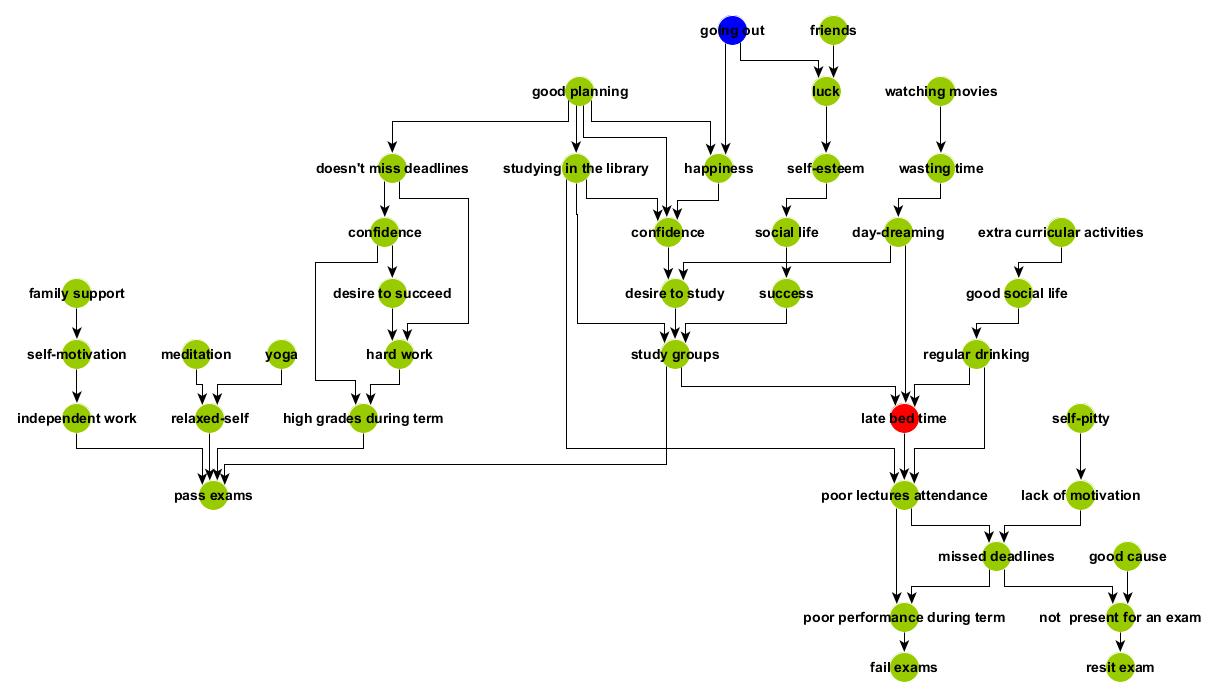 going out
friends
good planning
luck
watching movies
doesn't miss deadlines
studying in the library
happiness
self-esteem
wasting time
confidence
confidence
social life
day-dreaming
extra curricular activities
family support
desire to succeed
desire to study
success
good social life
self-motivation
meditation
yoga
hard work
study groups
regular drinking
independent work
relaxed-self
high grades during term
late bed time
self-pitty
pass exams
poor lectures attendance
lack of motivation
missed deadlines
good cause
poor performance during term
not present for an exam
fail exams
resit exam